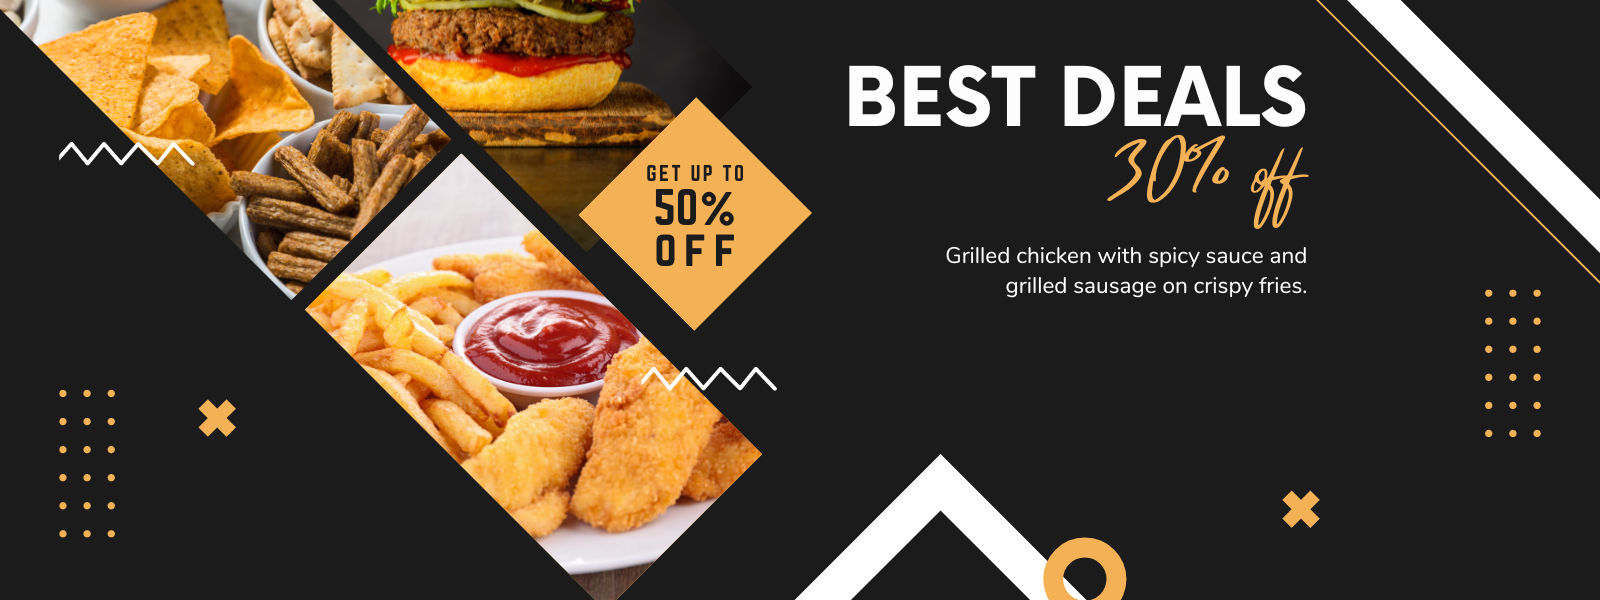 GET UP TO
50%
OFF
BEST DEALS
30% off
Grilled chicken with spicy sauce and
grilled sausage on crispy fries.